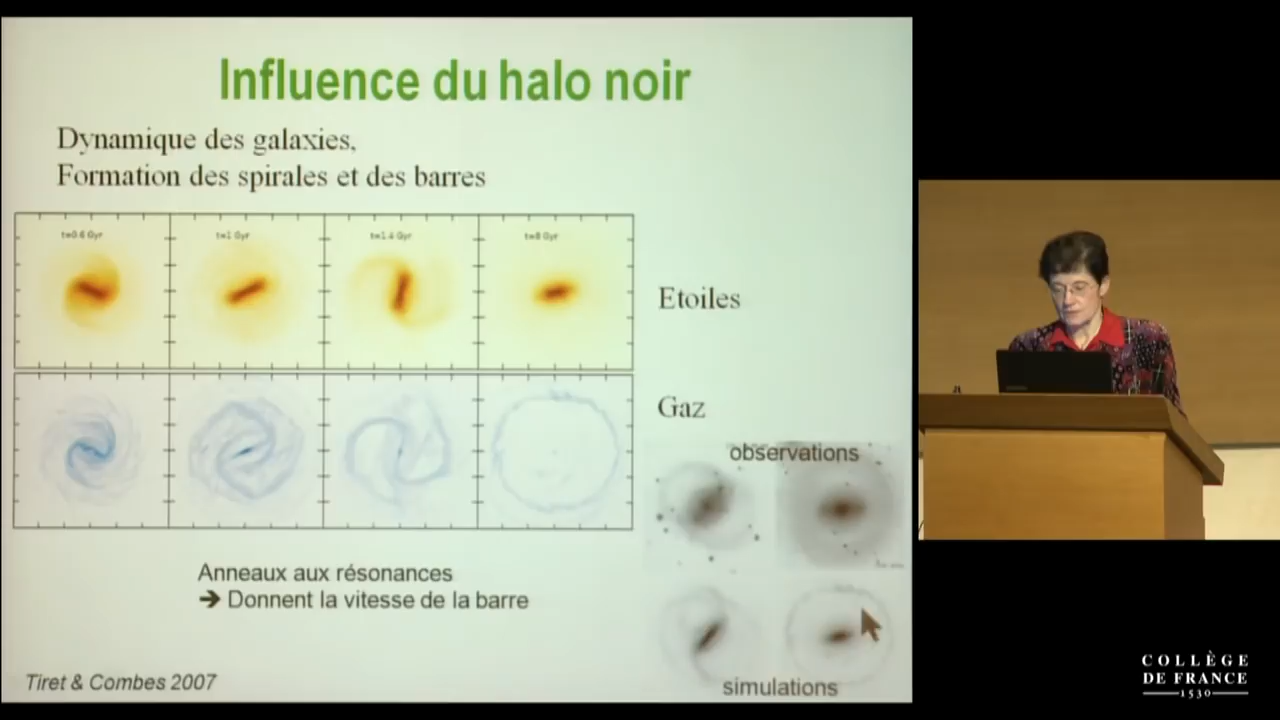 Influence du halo noir
Dynamique des galaxies,
Formation des spirales et des barres
t=0.6 Gyr
t=1 Gyr
t=1.4 Gyr
t=8 Gyr
Etoiles
Gaz
observations
Anneaux aux résonances
➔ Donnent la vitesse de la barre
simulations
Tiret & Combes 2007
COLLÈGE
DE FRANCE
1530